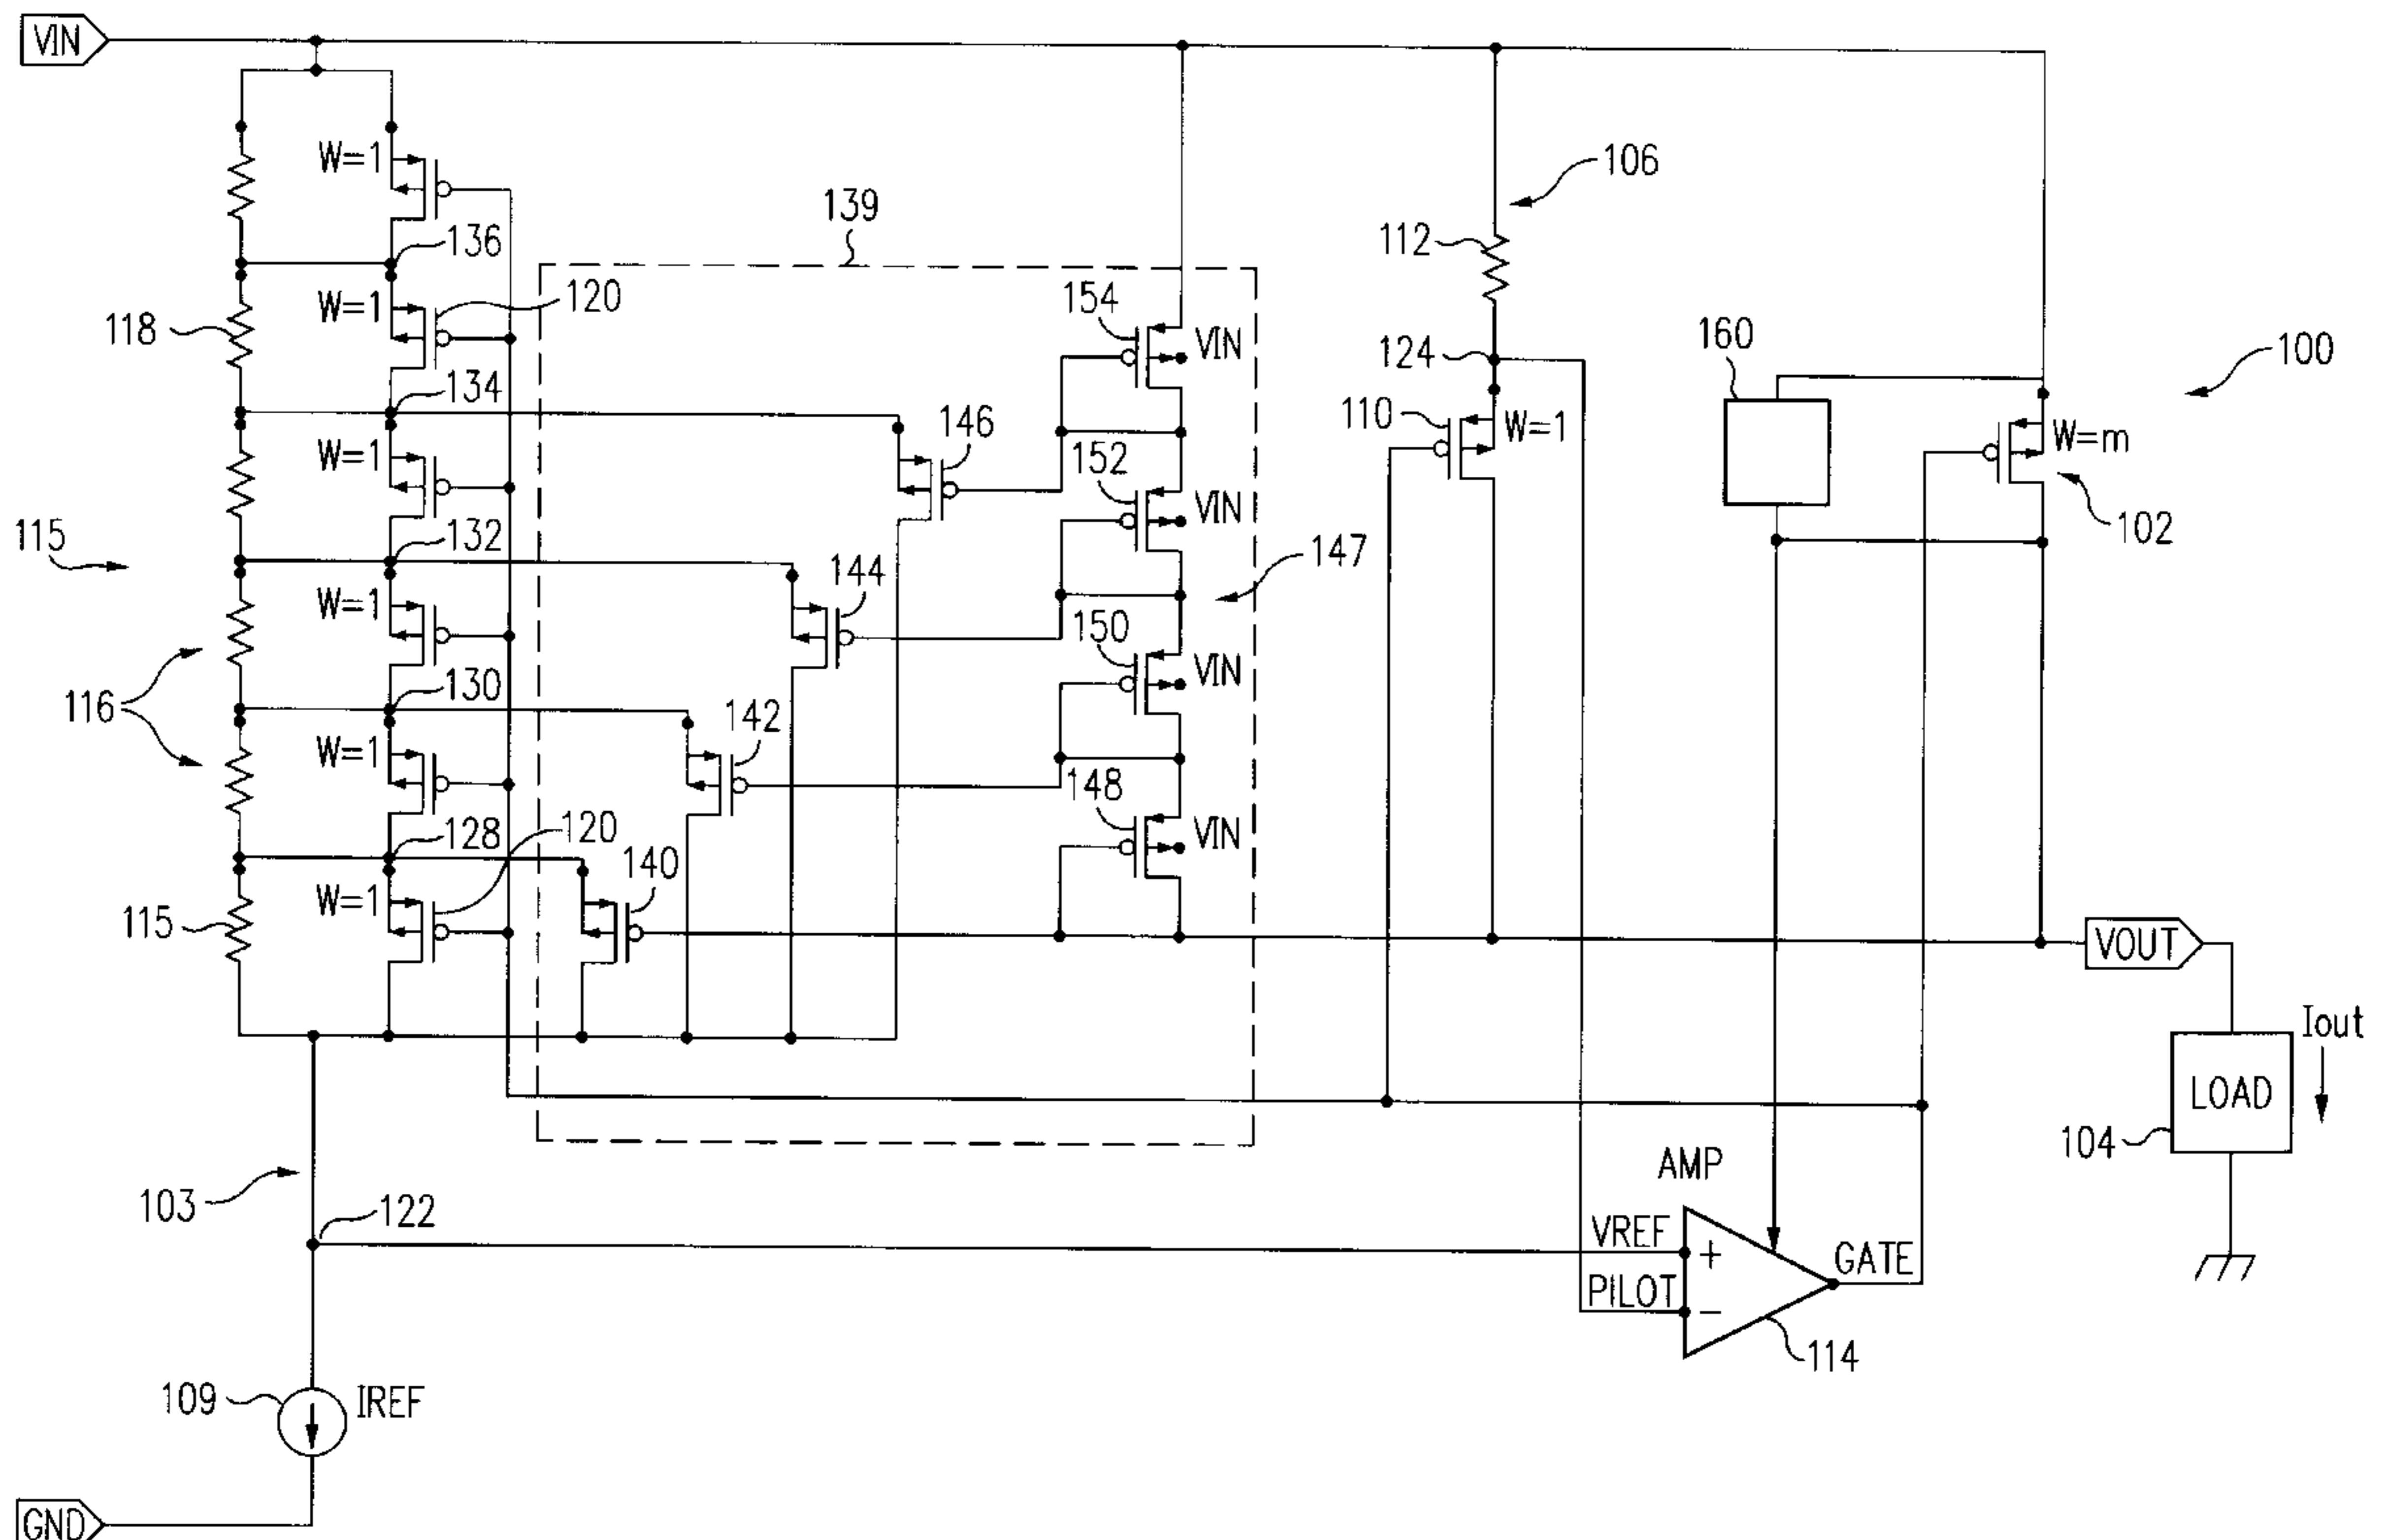 VIN
W=1
136
W=1
120
118
134
W=1
132
115
W=1
130
116
W=1
128
120
W=1
115
139
154
VIN
146
152
VIN
147
144
150
VIN
142
148
VIN
140
106
112
124
110
W=1
160
100
W=m
102
VOUT
Iout
LOAD
104
103
122
AMP
VREF
+
GATE
PILOT
−
114
109
IREF
GND